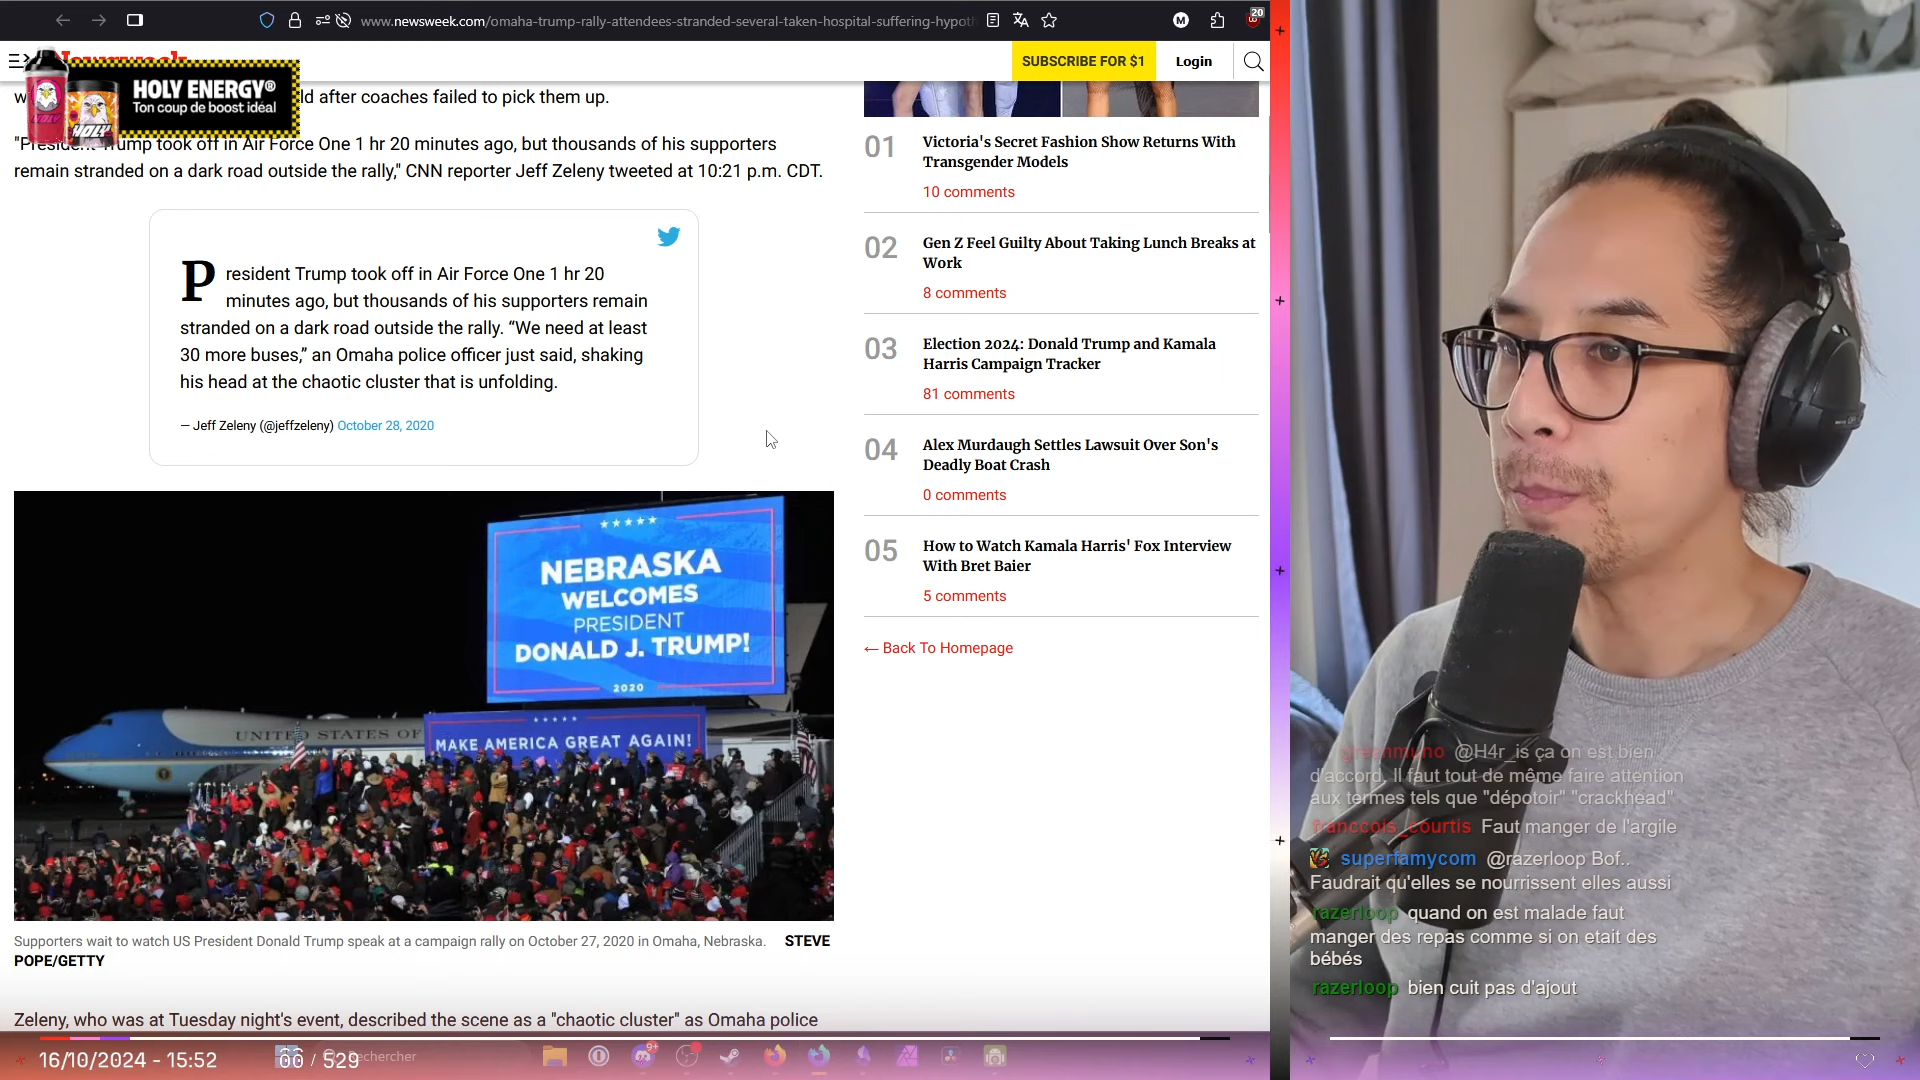 www.newsweek.com/omaha-trump-rally-attendees-stranded-several-taken-hospital-suffering-hypoth
M
20
SUBSCRIBE FOR $1
Login
HOLY ENERGY®
Ton coup de boost idéal
HOLY
ld after coaches failed to pick them up.
"President Trump took off in Air Force One 1 hr 20 minutes ago, but thousands of his supporters
remain stranded on a dark road outside the rally," CNN reporter Jeff Zeleny tweeted at 10:21 p.m. CDT.
President Trump took off in Air Force One 1 hr 20
minutes ago, but thousands of his supporters remain
stranded on a dark road outside the rally. “We need at least
30 more buses,” an Omaha police officer just said, shaking
his head at the chaotic cluster that is unfolding.
— Jeff Zeleny (@jeffzeleny) October 28, 2020
NEBRASKA
WELCOMES
PRESIDENT
DONALD J. TRUMP!
2020
UNITED STATES OF
MAKE AMERICA GREAT AGAIN!
Supporters wait to watch US President Donald Trump speak at a campaign rally on October 27, 2020 in Omaha, Nebraska. STEVE
POPE/GETTY
Zeleny, who was at Tuesday night's event, described the scene as a "chaotic cluster" as Omaha police
01
Victoria's Secret Fashion Show Returns With
Transgender Models
10 comments
02
Gen Z Feel Guilty About Taking Lunch Breaks at
Work
8 comments
03
Election 2024: Donald Trump and Kamala
Harris Campaign Tracker
81 comments
04
Alex Murdaugh Settles Lawsuit Over Son's
Deadly Boat Crash
0 comments
05
How to Watch Kamala Harris' Fox Interview
With Bret Baier
5 comments
← Back To Homepage
@H4r_is ça on est bien
d'accord, Il faut tout de même faire attention
aux termes tels que "dépotoir" "crackhead"
franccois_courtis Faut manger de l'argile
superfamycom @razerloop Bof..
Faudrait qu'elles se nourrissent elles aussi
razerloop quand on est malade faut
manger des repas comme si on etait des
bébés
razerloop bien cuit pas d'ajout
16/10/2024 - 15:52
/ 529
Rechercher
9+